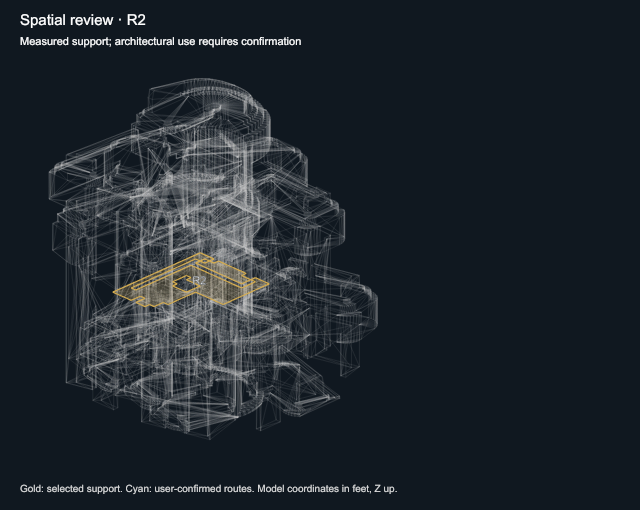 Spatial review · R2
Measured support; architectural use requires confirmation
R2
Gold: selected support. Cyan: user-confirmed routes. Model coordinates in feet, Z up.